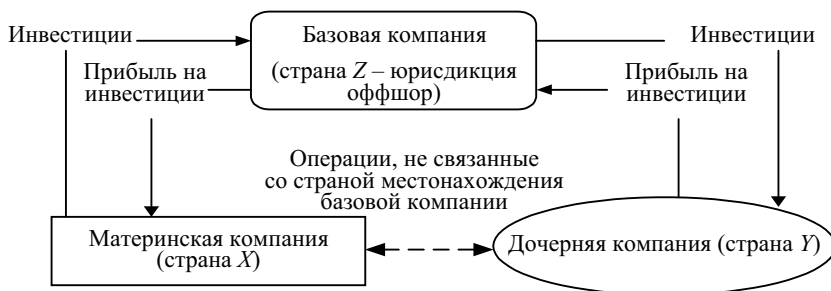 Инвестиции
Базовая компания
(страна Z – юрисдикция
оффшор)
Инвестиции
Прибыль на
инвестиции
Прибыль на
инвестиции
Операции, не связанные
со страной местонахождения
базовой компании
Материнская компания
(страна X)
Дочерняя компания (страна Y)